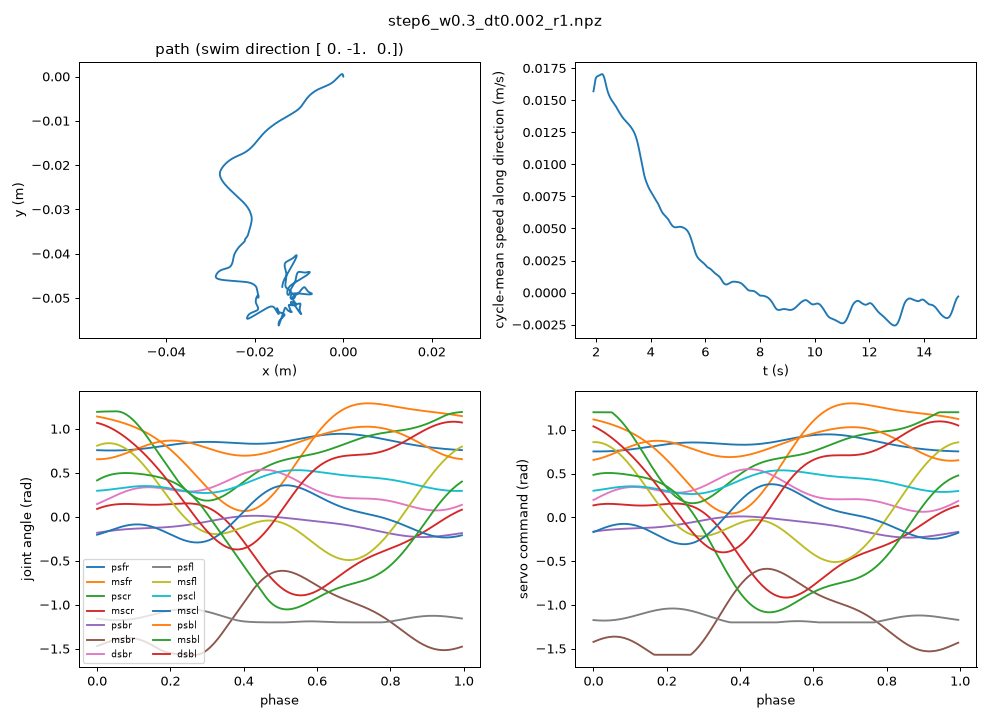 step6_w0.3_dt0.002_r1.npz
path (swim direction [ 0. -1.  0.])
0.00
−0.01
−0.02
−0.03
−0.04
−0.05
y (m)
−0.04
−0.02
0.00
0.02
x (m)
0.0175
0.0150
0.0125
0.0100
0.0075
0.0050
0.0025
0.0000
−0.0025
cycle-mean speed along direction (m/s)
2
4
6
8
10
12
14
t (s)
1.0
0.5
0.0
−0.5
−1.0
−1.5
joint angle (rad)
psfr
msfr
pscr
mscr
psbr
msbr
dsbr
psfl
msfl
pscl
mscl
psbl
msbl
dsbl
0.0
0.2
0.4
0.6
0.8
1.0
phase
1.0
0.5
0.0
−0.5
−1.0
−1.5
servo command (rad)
0.0
0.2
0.4
0.6
0.8
1.0
phase